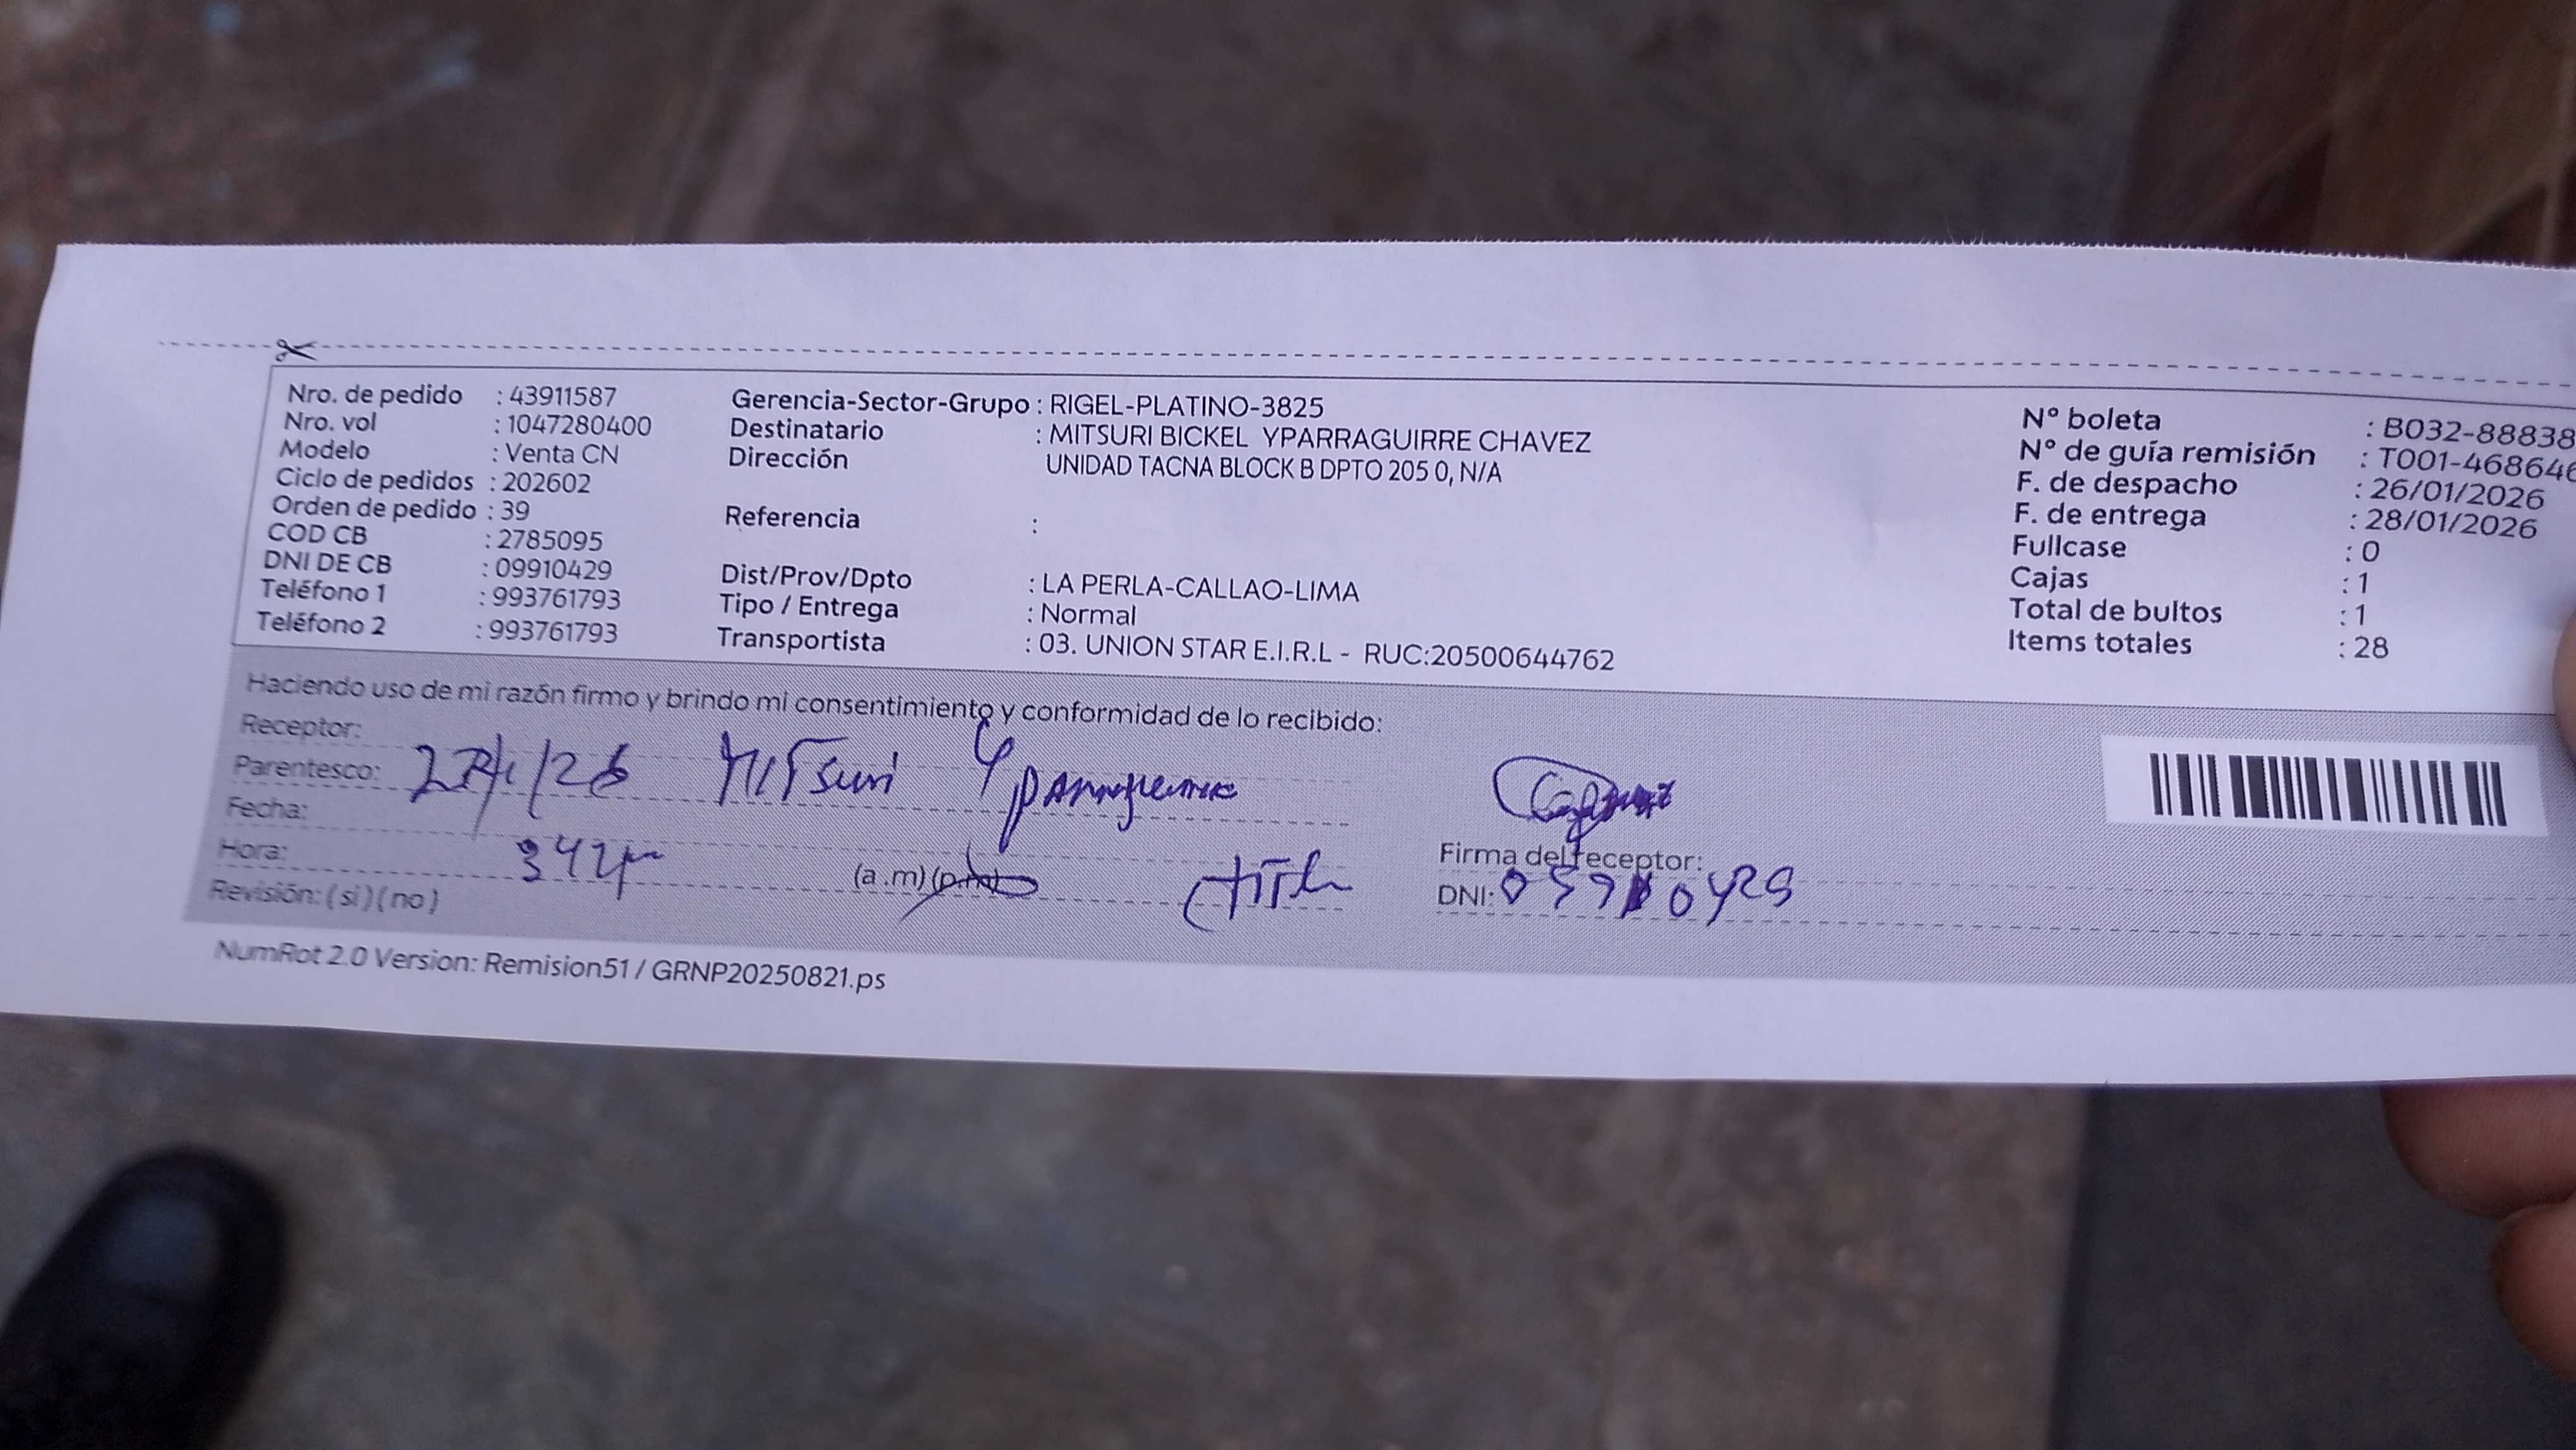 Nro. de pedido : 43911587
Nro. vol : 1047280400
Modelo : Venta CN
Ciclo de pedidos : 202602
Orden de pedido : 39
COD CB : 2785095
DNI DE CB : 09910429
Teléfono 1 : 993761793
Teléfono 2 : 993761793
Gerencia-Sector-Grupo : RIGEL-PLATINO-3825
Destinatario : MITSURI BICKEL YPARRAGUIRRE CHAVEZ
Dirección UNIDAD TACNA BLOCK B DPTO 205 0, N/A
Referencia :
Dist/Prov/Dpto : LA PERLA-CALLAO-LIMA
Tipo / Entrega : Normal
Transportista : 03. UNION STAR E.I.R.L - RUC:20500644762
N° boleta : B032-88838
N° de guía remisión : T001-468646
F. de despacho : 26/01/2026
F. de entrega : 28/01/2026
Fullcase : 0
Cajas : 1
Total de bultos : 1
Items totales : 28
Haciendo uso de mi razón firmo y brindo mi consentimiento y conformidad de lo recibido:
Receptor:
Parentesco: Mitsuri
Fecha:
Hora: (a.m) (p.m)
Revisión: (si) (no)
Firma del receptor:
DNI:
NumRot 2.0 Version: Remision51 / GRNP20250821.ps